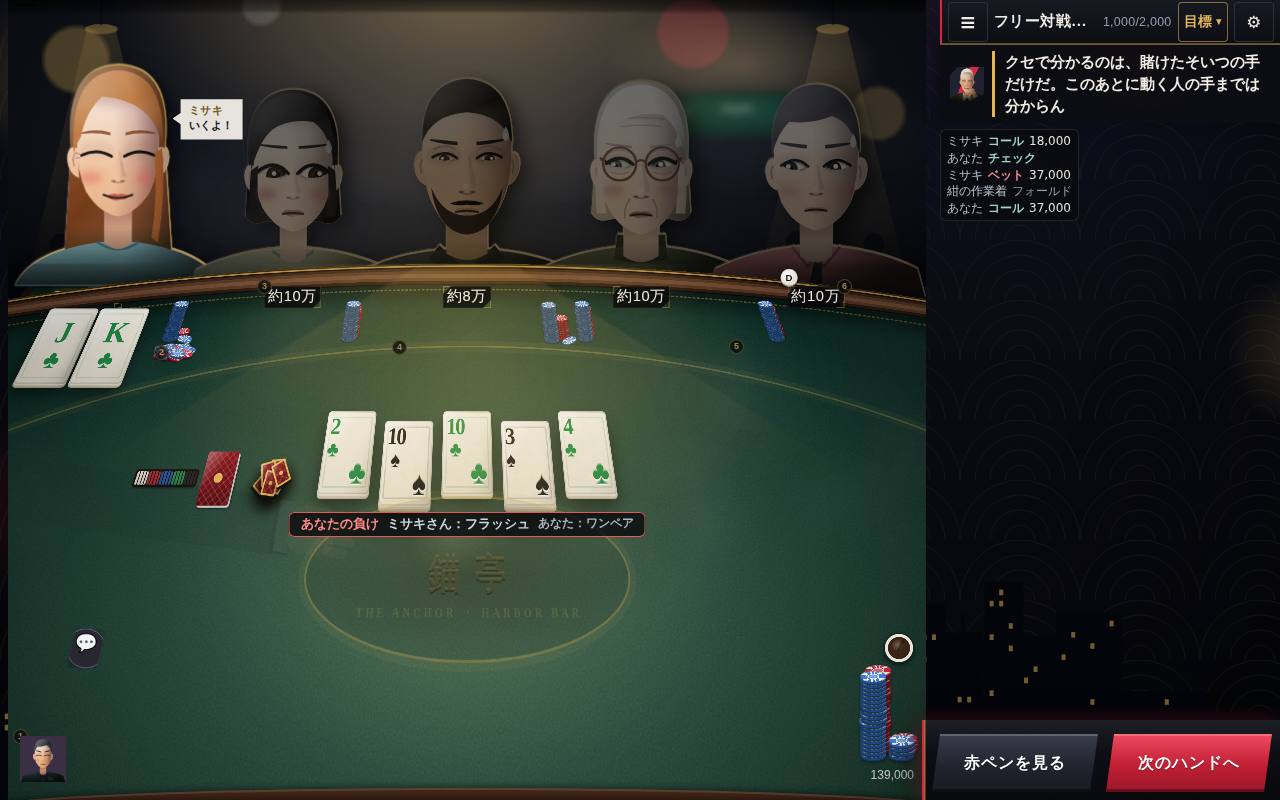 フリー対戦… 1,000/2,000 目標▾
クセで分かるのは、賭けたそいつの手
だけだ。このあとに動く人の手までは
分からん
ミサキ コール 18,000
あなた チェック
ミサキ ベット 37,000
紺の作業着 フォールド
あなた コール 37,000
ミサキ
いくよ！
D
3
約10万
約8万
約10万
約10万
6
J
K
2
4
5
2
10
10
3
4
あなたの負け ミサキさん：フラッシュ あなた：ワンペア
錨亭
THE ANCHOR · HARBOR BAR
139,000
赤ペンを見る
次のハンドへ